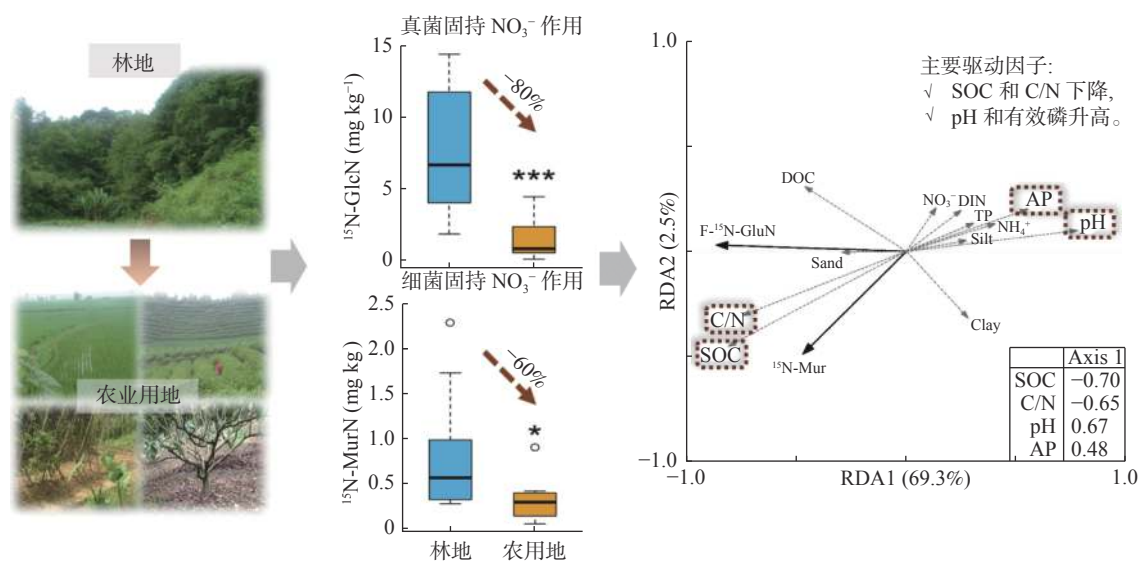 林地
农业用地
真菌固持 NO₃⁻ 作用
¹⁵N-GlcN (mg kg⁻¹)
15
10
5
0
−80%
***
细菌固持 NO₃⁻ 作用
¹⁵N-MurN (mg kg)
2.5
2.0
1.5
1.0
0.5
0
−60%
*
林地
农用地
1.0
主要驱动因子:
√ SOC 和 C/N 下降,
√ pH 和有效磷升高。
RDA2 (2.5%)
DOC
NO₃⁻
DIN
TP
AP
NH₄⁺
pH
F-¹⁵N-GluN
Silt
Sand
C/N
Clay
SOC
¹⁵N-Mur
Axis 1
SOC −0.70
C/N −0.65
pH 0.67
AP 0.48
−1.0
−1.0
RDA1 (69.3%)
1.0